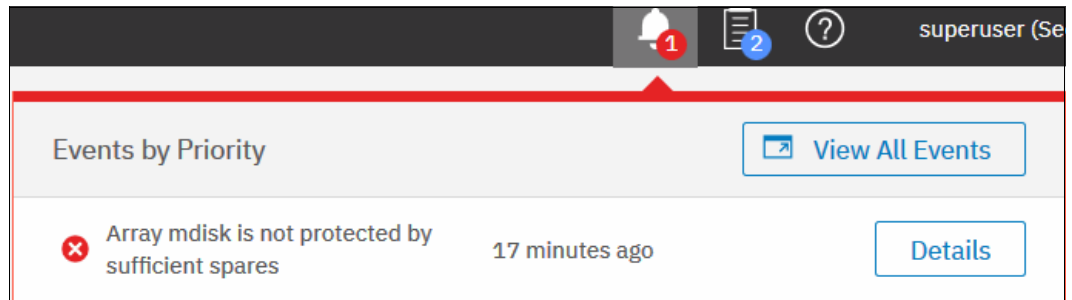 1
2
?
superuser (Se
Events by Priority
View All Events
Array mdisk is not protected by
sufficient spares
17 minutes ago
Details